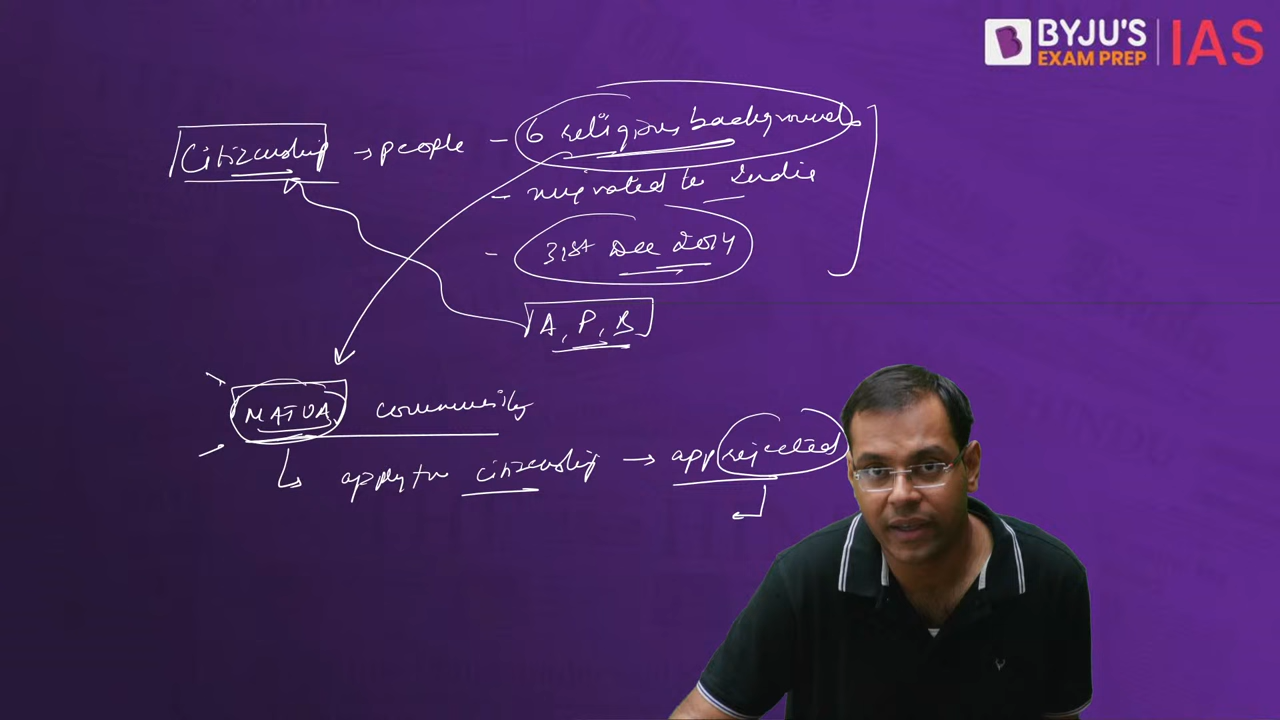 BYJU'S IAS
EXAM PREP
Citizenship → people - 6 religious backgrounds
- migrated to India
- 31st Dec 2014
A, P, B
MATUA community
apply for citizenship → app rejected